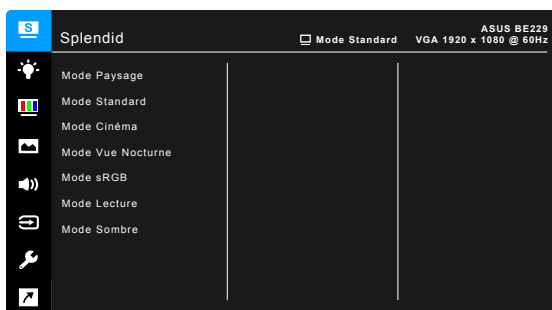 S
Splendid
Mode Standard
ASUS BE229
VGA 1920 x 1080 @ 60Hz
Mode Paysage
Mode Standard
Mode Cinéma
Mode Vue Nocturne
Mode sRGB
Mode Lecture
Mode Sombre